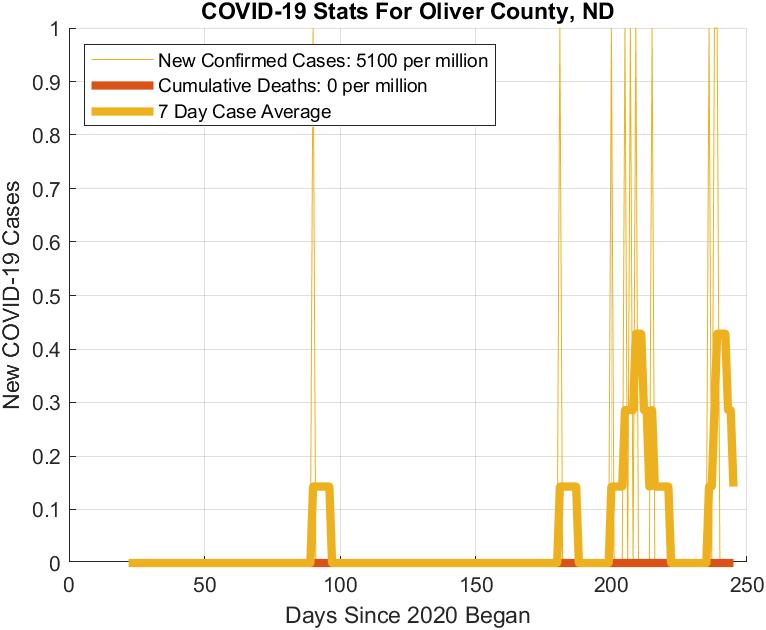 COVID-19 Stats For Oliver County, ND
New Confirmed Cases: 5100 per million
Cumulative Deaths: 0 per million
7 Day Case Average
New COVID-19 Cases
1
0.9
0.8
0.7
0.6
0.5
0.4
0.3
0.2
0.1
0
0 50 100 150 200 250
Days Since 2020 Began